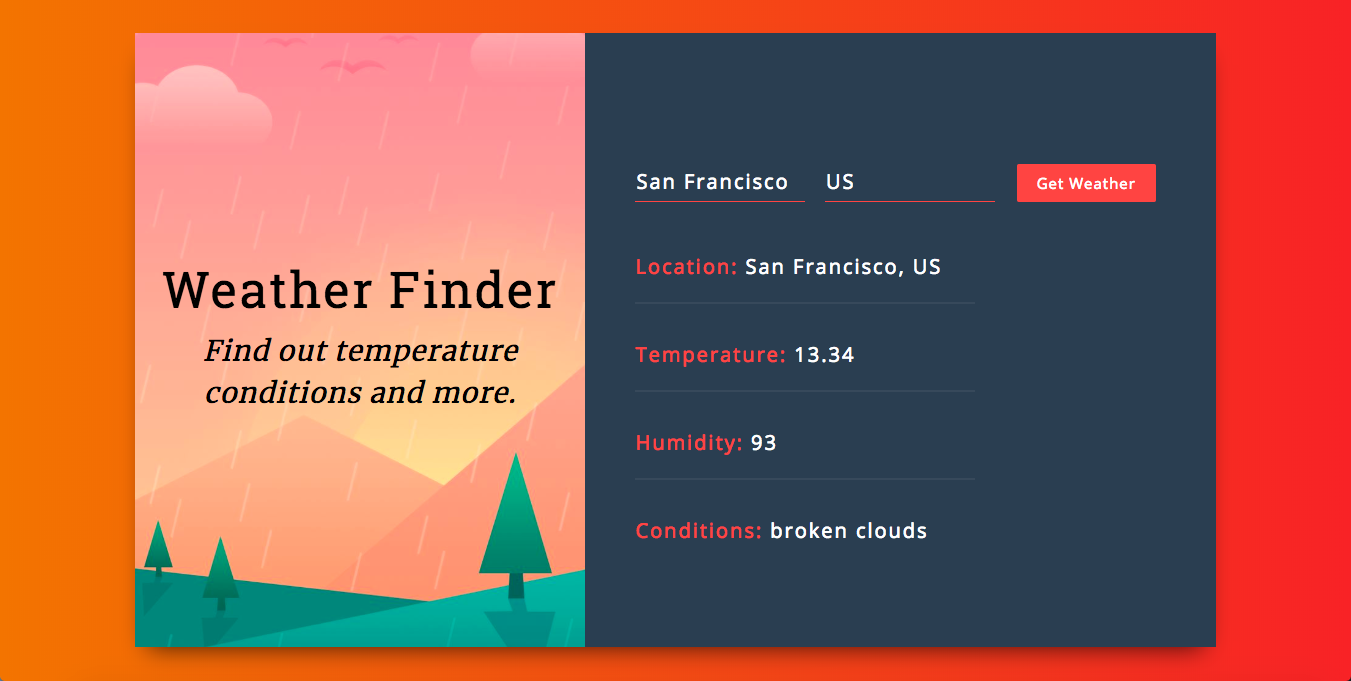 Weather Finder
Find out temperature
conditions and more.
San Francisco US Get Weather
Location: San Francisco, US
Temperature: 13.34
Humidity: 93
Conditions: broken clouds